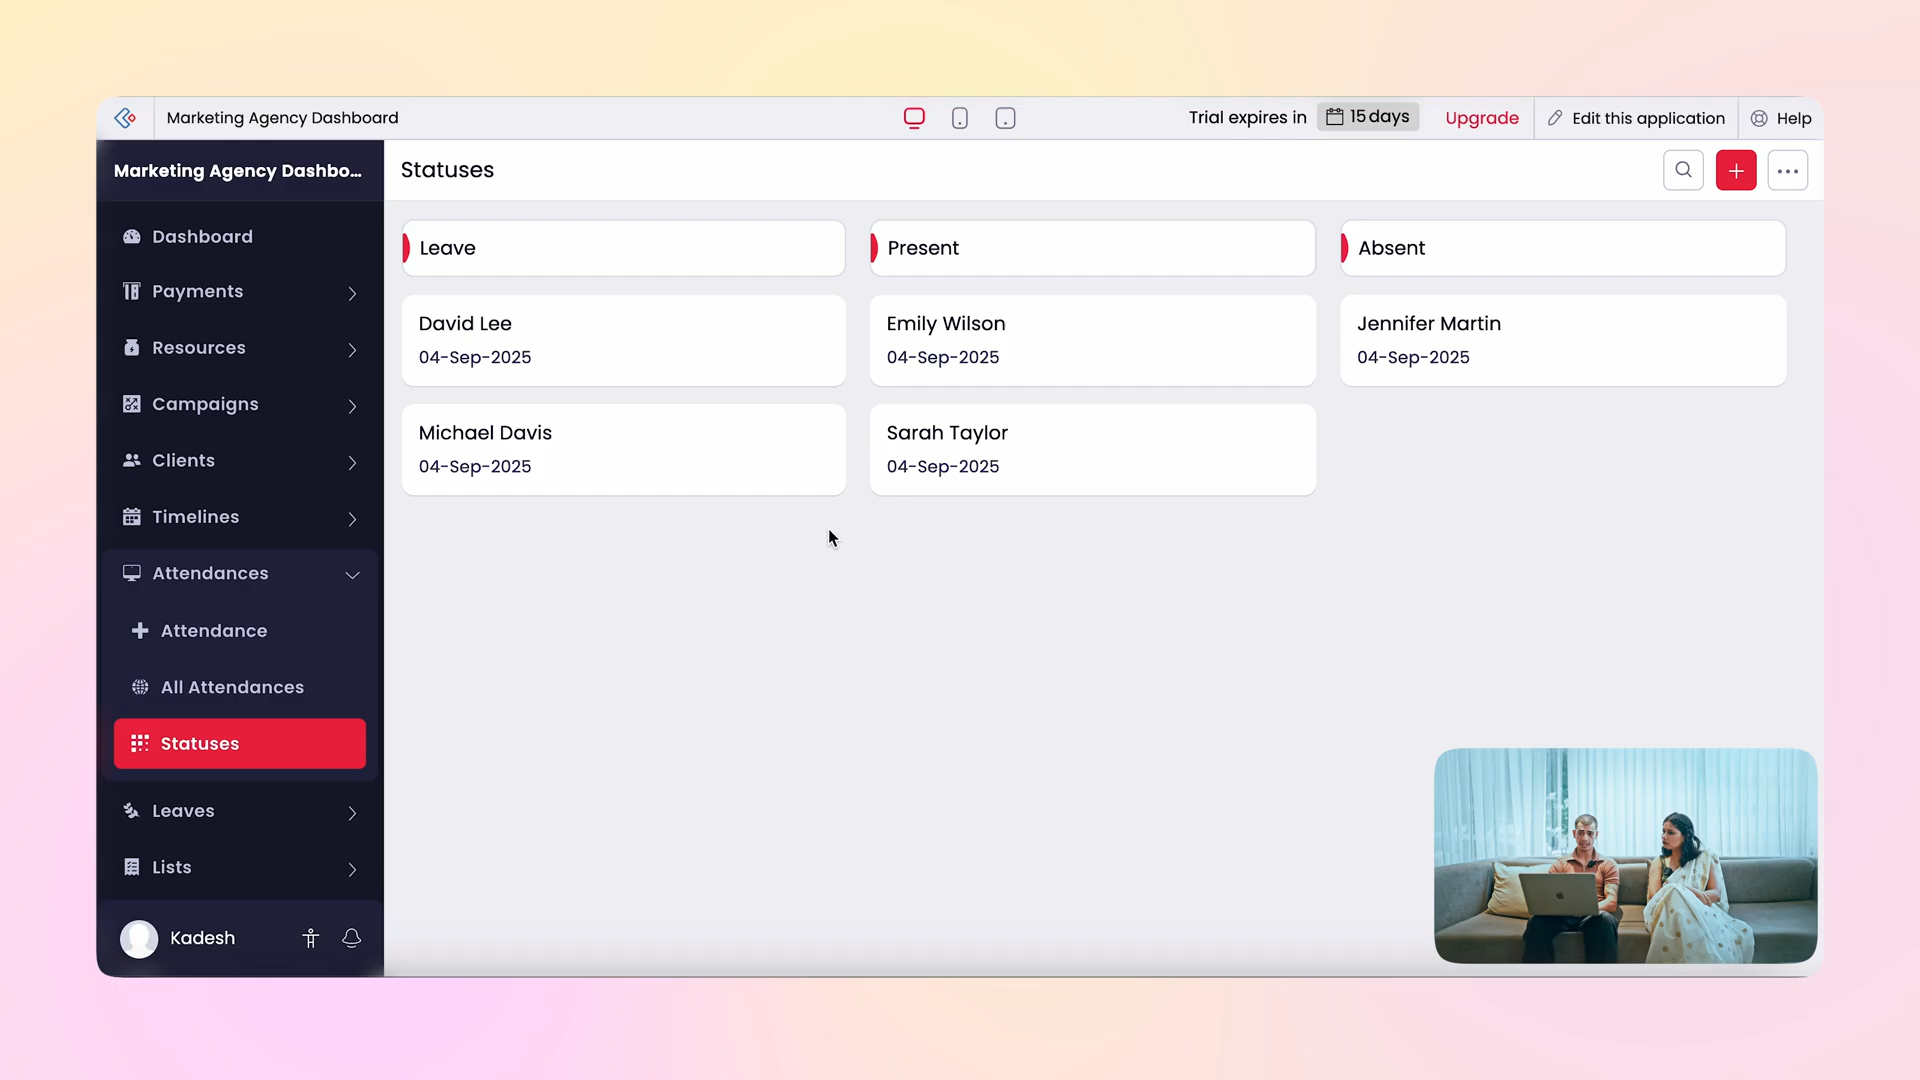 Marketing Agency Dashboard
Trial expires in 15 days Upgrade Edit this application Help
Marketing Agency Dashbo...
Statuses
Dashboard
Payments
Resources
Campaigns
Clients
Timelines
Attendances
Attendance
All Attendances
Statuses
Leaves
Lists
Kadesh
Leave
David Lee
04-Sep-2025
Michael Davis
04-Sep-2025
Present
Emily Wilson
04-Sep-2025
Sarah Taylor
04-Sep-2025
Absent
Jennifer Martin
04-Sep-2025